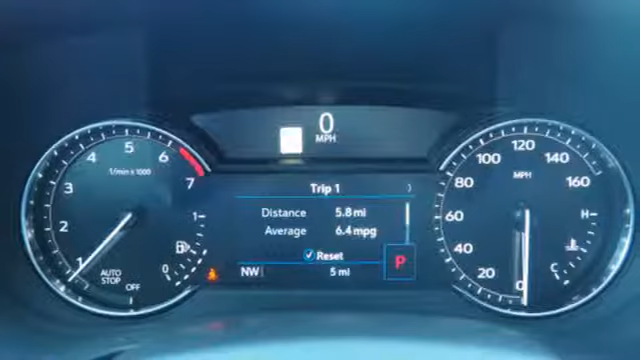 0
MPH
1
2
3
4
5
6
7
1/min x 1000
AUTO
STOP
OFF
1
0
Trip 1
Distance 5.8 mi
Average 6.4 mpg
Reset
NW 5 mi
P
0
20
40
60
80
100
120
140
160
MPH
H
C